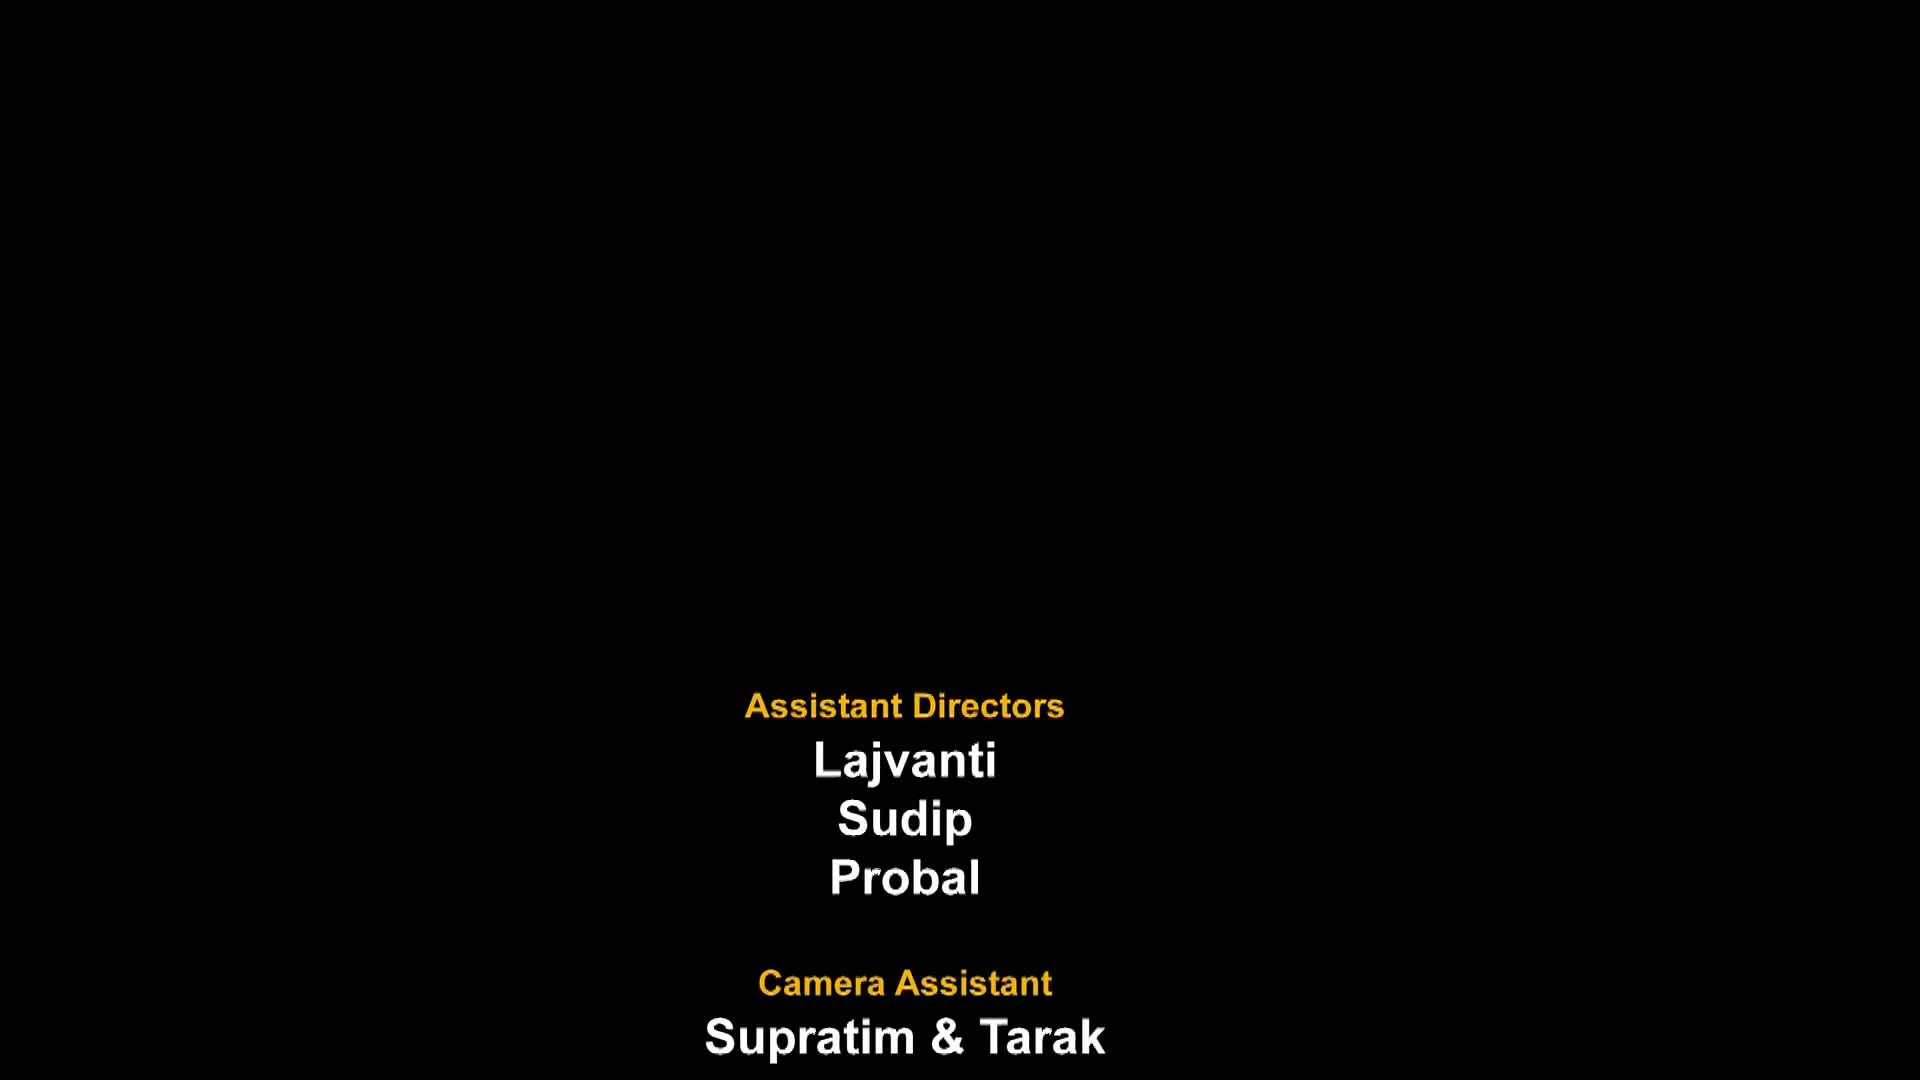 Assistant Directors
Lajvanti
Sudip
Probal
Camera Assistant
Supratim & Tarak